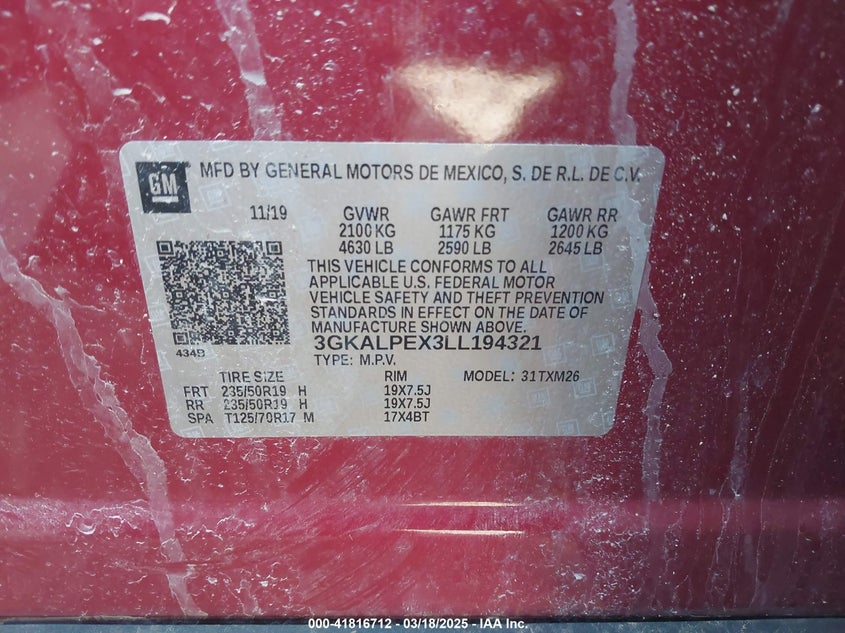 GM
MFD BY GENERAL MOTORS DE MEXICO, S. DE R.L. DE C.V.
11/19 GVWR GAWR FRT GAWR RR
2100 KG 1175 KG 1200 KG
4630 LB 2590 LB 2645 LB
THIS VEHICLE CONFORMS TO ALL
APPLICABLE U.S. FEDERAL MOTOR
VEHICLE SAFETY AND THEFT PREVENTION
STANDARDS IN EFFECT ON THE DATE OF
MANUFACTURE SHOWN ABOVE.
434B
3GKALPEX3LL194321
TYPE: M.P.V.
TIRE SIZE RIM MODEL: 31TXM26
FRT 235/50R19 H 19X7.5J
RR 235/50R19 H 19X7.5J
SPA T125/70R17 M 17X4BT
000-41816712 - 03/18/2025 - IAA Inc.